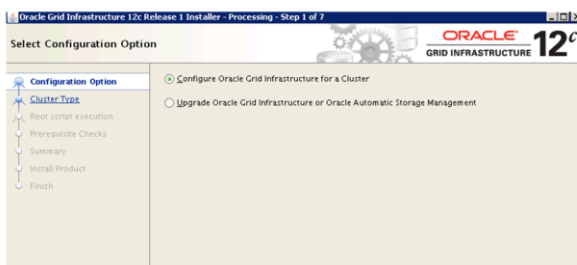 Oracle Grid Infrastructure 12c Release 1 Installer - Processing - Step 1 of 7
Select Configuration Option
ORACLE
GRID INFRASTRUCTURE
12c
Configuration Option
Cluster Type
Root script execution
Prerequisite Checks
Summary
Install Product
Finish
Configure Oracle Grid Infrastructure for a Cluster
Upgrade Oracle Grid Infrastructure or Oracle Automatic Storage Management